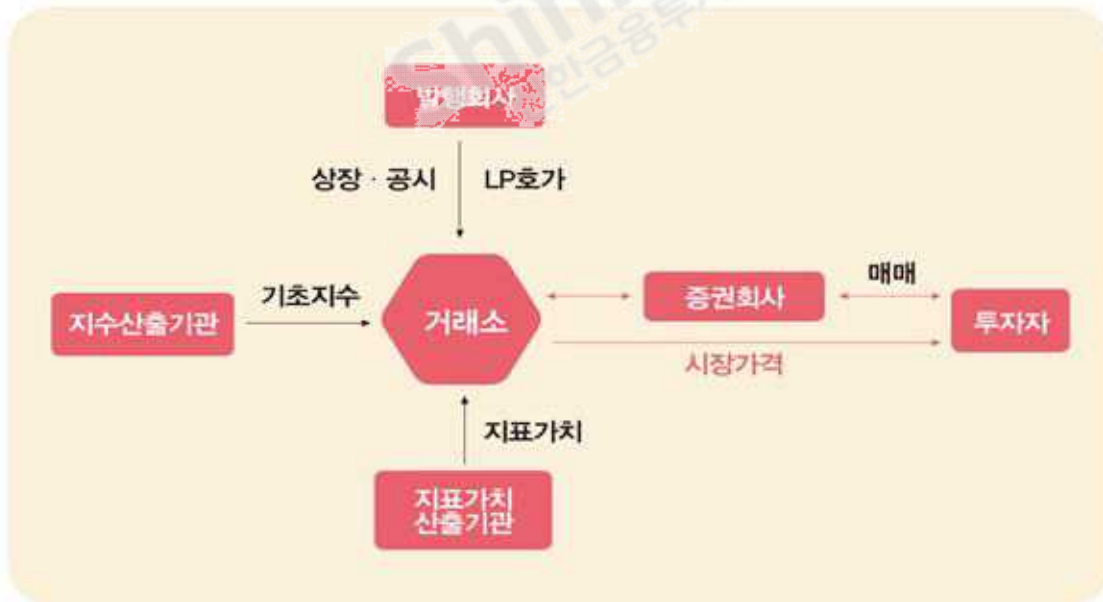 발행회사
상장 · 공시
LP호가
지수산출기관
기초지수
거래소
증권회사
매매
투자자
시장가격
지표가치
지표가치
산출기관